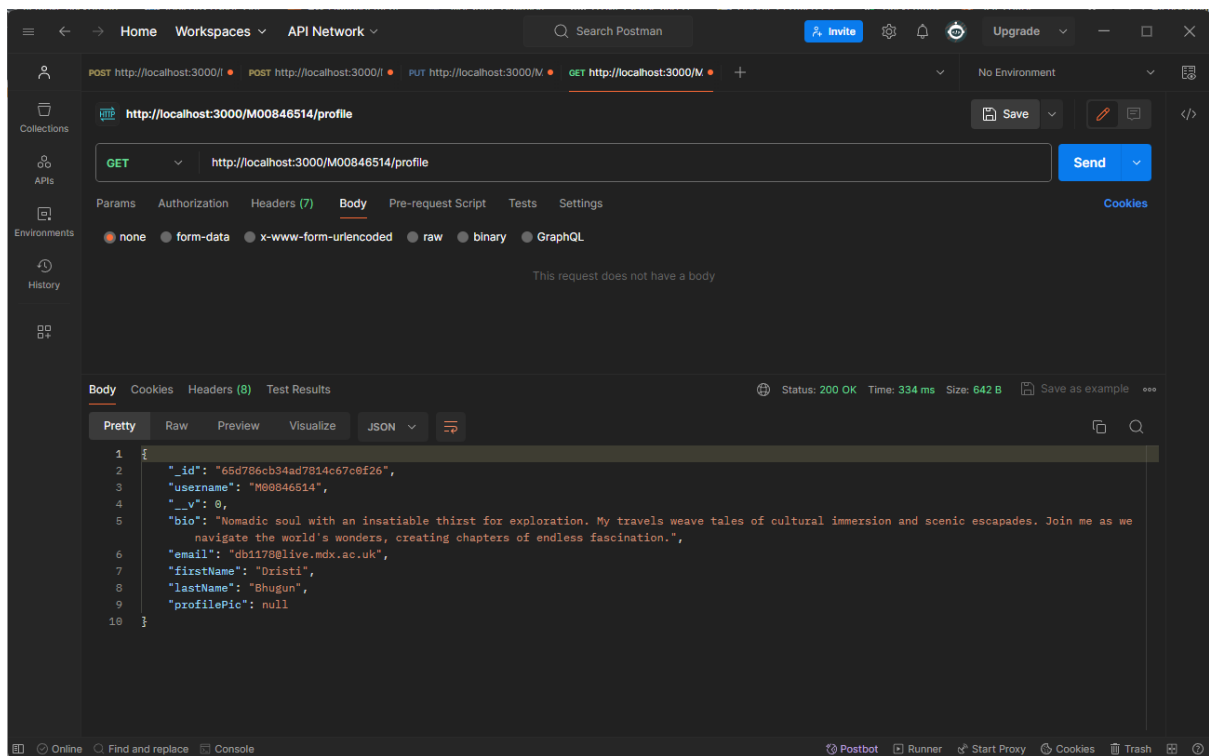 Home Workspaces API Network Search Postman Invite Upgrade
POST http://localhost:3000/I POST http://localhost:3000/I PUT http://localhost:3000/M GET http://localhost:3000/M No Environment
Collections
APIs
Environments
History
HTTP http://localhost:3000/M00846514/profile Save
GET http://localhost:3000/M00846514/profile Send
Params Authorization Headers (7) Body Pre-request Script Tests Settings Cookies
none form-data x-www-form-urlencoded raw binary GraphQL
This request does not have a body
Body Cookies Headers (8) Test Results Status: 200 OK Time: 334 ms Size: 642 B Save as example
Pretty Raw Preview Visualize JSON
1 {
2 "_id": "65d786cb34ad7814c67c0f26",
3 "username": "M00846514",
4 "__v": 0,
5 "bio": "Nomadic soul with an insatiable thirst for exploration. My travels weave tales of cultural immersion and scenic escapades. Join me as we
navigate the world's wonders, creating chapters of endless fascination.",
6 "email": "db1178@live.mdx.ac.uk",
7 "firstName": "Dristi",
8 "lastName": "Bhugun",
9 "profilePic": null
10 }
Online Find and replace Console Postbot Runner Start Proxy Cookies Trash